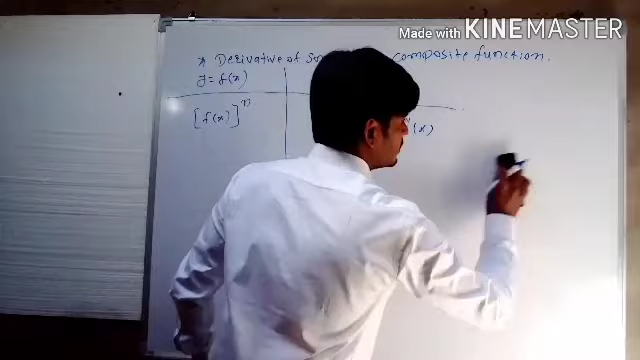 Made with KINEMASTER
* Derivative of composite function.
y = f(x)
[f(x)]^n
'(x)